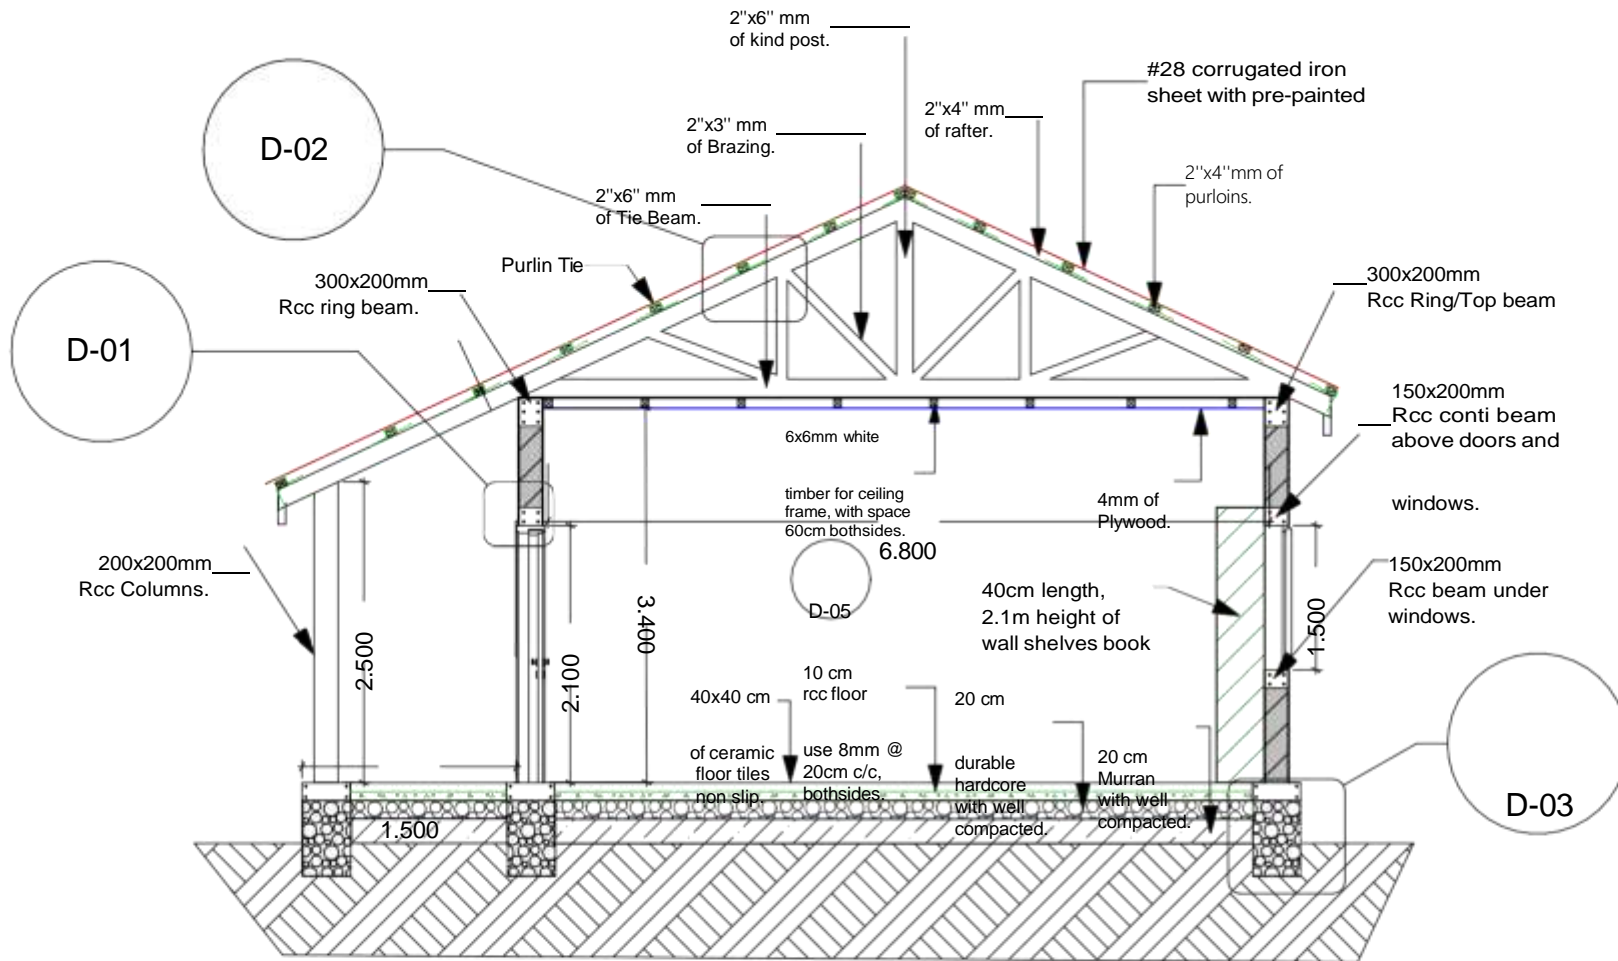 2"x6" mm
of kind post.
#28 corrugated iron
sheet with pre-painted
2"x4" mm
of rafter.
2"x3" mm
of Brazing.
D-02
2"x4"mm of
purloins.
2"x6" mm
of Tie Beam.
Purlin Tie
300x200mm
Rcc ring beam.
300x200mm
Rcc Ring/Top beam
D-01
150x200mm
Rcc conti beam
above doors and
windows.
6x6mm white
timber for ceiling
frame, with space
60cm bothsides.
4mm of
Plywood.
6.800
200x200mm
Rcc Columns.
150x200mm
Rcc beam under
windows.
40cm length,
2.1m height of
wall shelves book
D-05
2.500
2.100
3.400
1.500
40x40 cm
of ceramic
floor tiles
non slip.
10 cm
rcc floor
use 8mm @
20cm c/c,
bothsides.
20 cm
durable
hardcore
with well
compacted.
20 cm
Murran
with well
compacted.
D-03
1.500